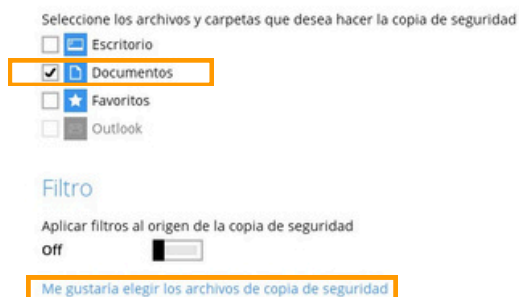 Seleccione los archivos y carpetas que desea hacer la copia de seguridad
Escritorio
Documentos
Favoritos
Outlook
Filtro
Aplicar filtros al origen de la copia de seguridad
Off
Me gustaría elegir los archivos de copia de seguridad